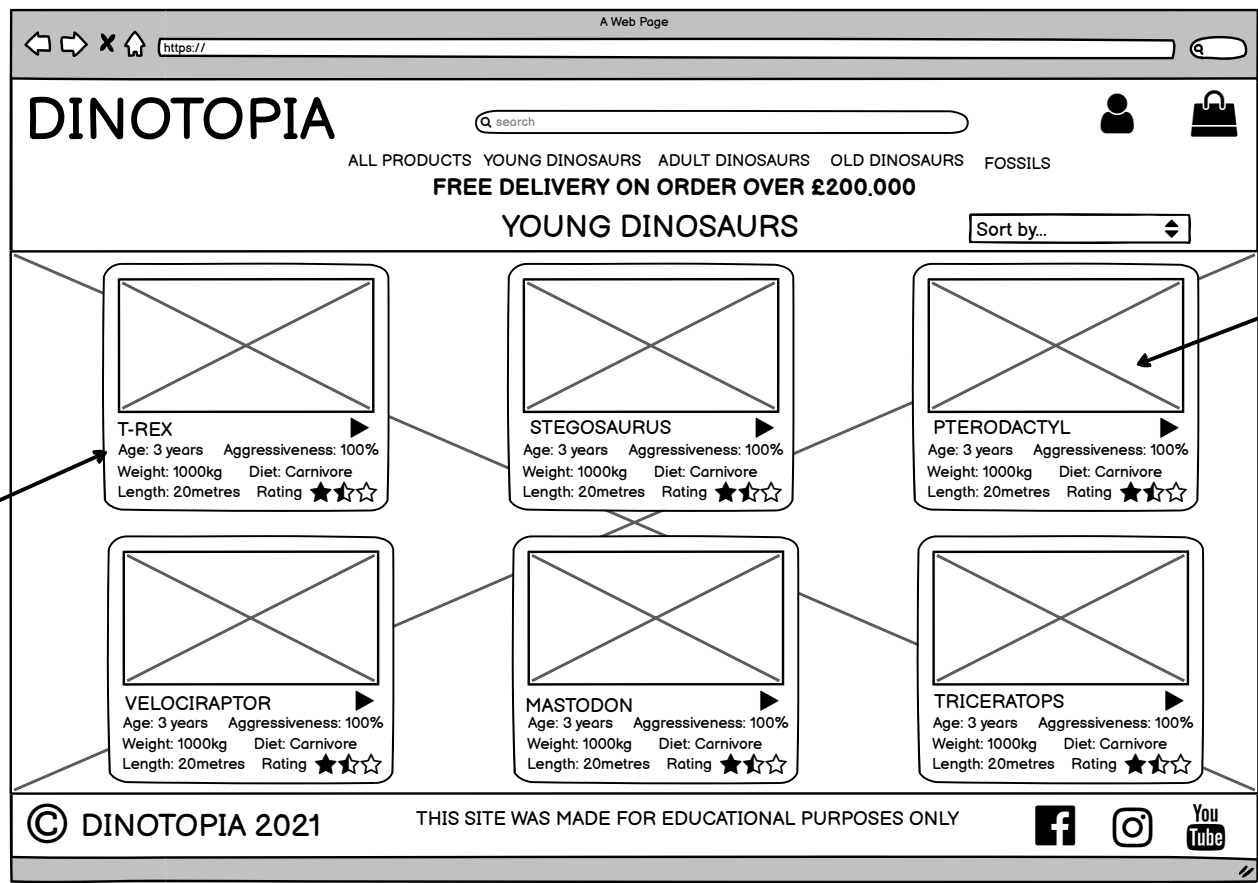 A Web Page
https://
DINOTOPIA
search
ALL PRODUCTS YOUNG DINOSAURS ADULT DINOSAURS OLD DINOSAURS FOSSILS
FREE DELIVERY ON ORDER OVER £200.000
YOUNG DINOSAURS
Sort by...
T-REX
Age: 3 years Aggressiveness: 100%
Weight: 1000kg Diet: Carnivore
Length: 20metres Rating
STEGOSAURUS
Age: 3 years Aggressiveness: 100%
Weight: 1000kg Diet: Carnivore
Length: 20metres Rating
PTERODACTYL
Age: 3 years Aggressiveness: 100%
Weight: 1000kg Diet: Carnivore
Length: 20metres Rating
VELOCIRAPTOR
Age: 3 years Aggressiveness: 100%
Weight: 1000kg Diet: Carnivore
Length: 20metres Rating
MASTODON
Age: 3 years Aggressiveness: 100%
Weight: 1000kg Diet: Carnivore
Length: 20metres Rating
TRICERATOPS
Age: 3 years Aggressiveness: 100%
Weight: 1000kg Diet: Carnivore
Length: 20metres Rating
© DINOTOPIA 2021
THIS SITE WAS MADE FOR EDUCATIONAL PURPOSES ONLY
You
Tube